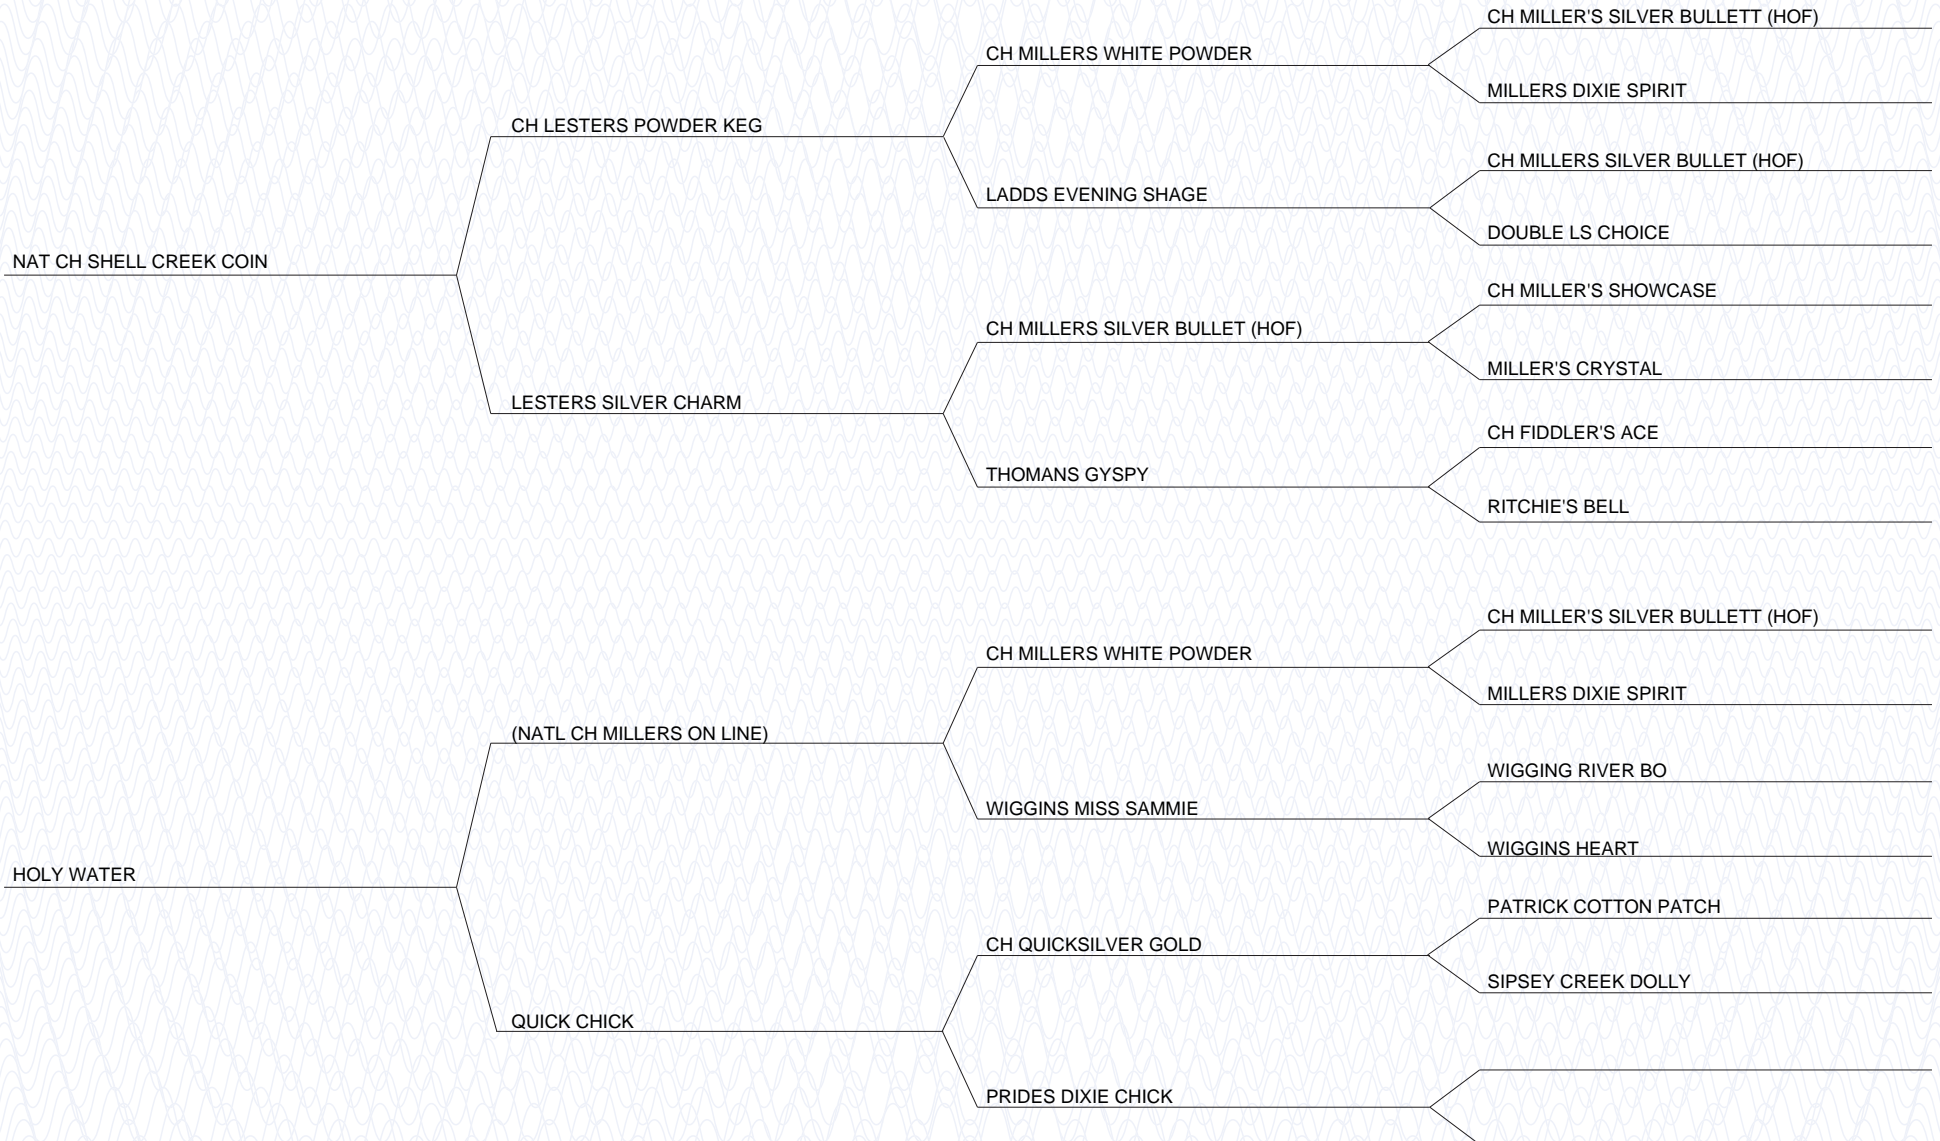 CH MILLER'S SILVER BULLETT (HOF)
CH MILLERS WHITE POWDER
MILLERS DIXIE SPIRIT
CH LESTERS POWDER KEG
CH MILLERS SILVER BULLET (HOF)
LADDS EVENING SHAGE
DOUBLE LS CHOICE
NAT CH SHELL CREEK COIN
CH MILLER'S SHOWCASE
CH MILLERS SILVER BULLET (HOF)
MILLER'S CRYSTAL
LESTERS SILVER CHARM
CH FIDDLER'S ACE
THOMANS GYSPY
RITCHIE'S BELL
CH MILLER'S SILVER BULLETT (HOF)
CH MILLERS WHITE POWDER
MILLERS DIXIE SPIRIT
(NATL CH MILLERS ON LINE)
WIGGING RIVER BO
WIGGINS MISS SAMMIE
WIGGINS HEART
HOLY WATER
PATRICK COTTON PATCH
CH QUICKSILVER GOLD
SIPSEY CREEK DOLLY
QUICK CHICK
PRIDES DIXIE CHICK